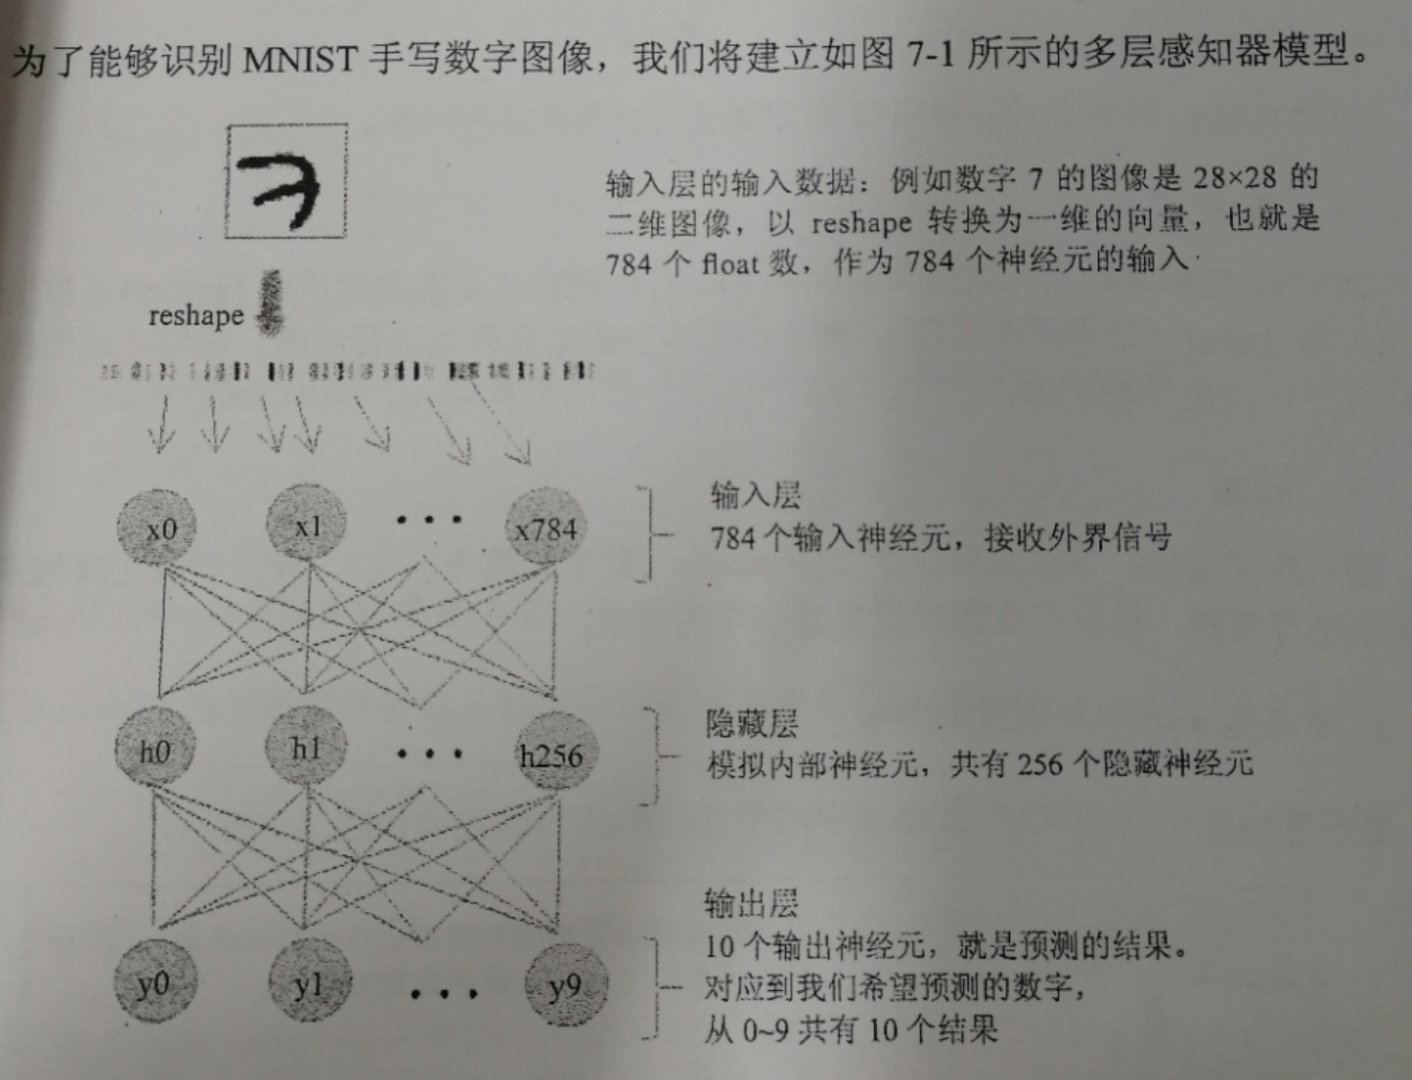 为了能够识别 MNIST 手写数字图像，我们将建立如图 7-1 所示的多层感知器模型。
输入层的输入数据：例如数字 7 的图像是 28×28 的
二维图像，以 reshape 转换为一维的向量，也就是
784 个 float 数，作为 784 个神经元的输入
reshape
x0 x1 ··· x784
输入层
784 个输入神经元，接收外界信号
h0 h1 ··· h256
隐藏层
模拟内部神经元，共有 256 个隐藏神经元
y0 y1 ··· y9
输出层
10 个输出神经元，就是预测的结果。
对应到我们希望预测的数字，
从 0~9 共有 10 个结果